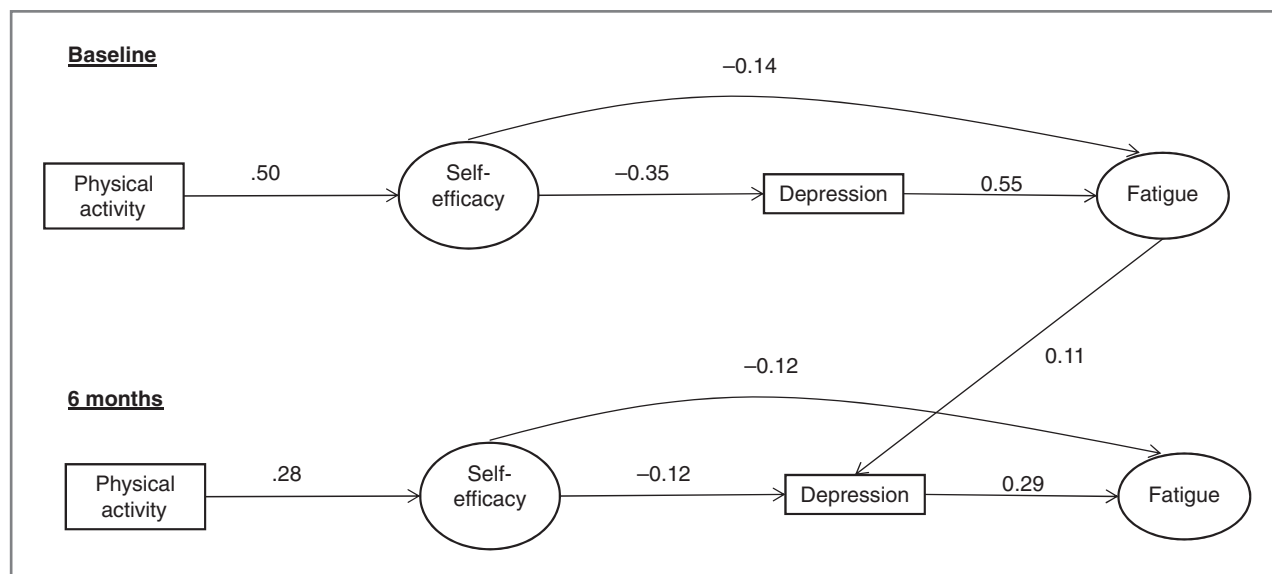 Baseline
–0.14
.50
–0.35
0.55
Physical
activity
Self-
efficacy
Depression
Fatigue
0.11
–0.12
6 months
.28
–0.12
0.29
Physical
activity
Self-
efficacy
Depression
Fatigue